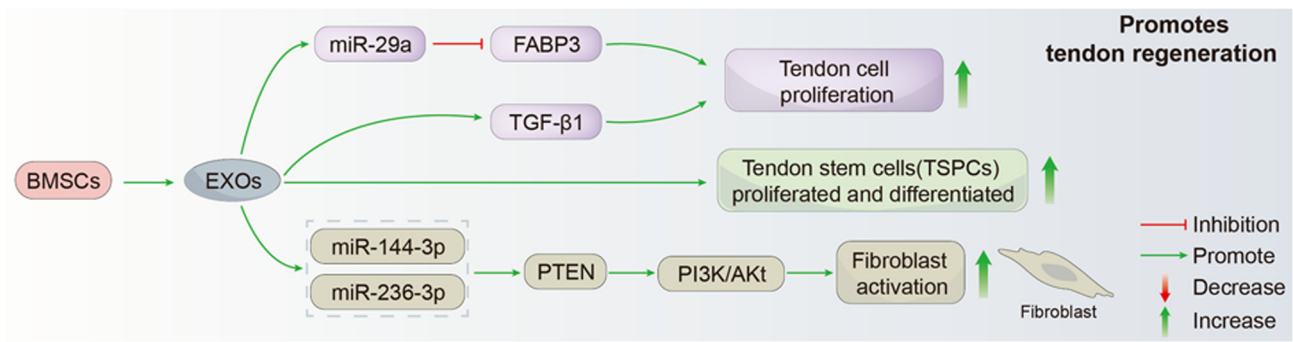 Promotes
tendon regeneration
miR-29a
FABP3
Tendon cell
proliferation
TGF-β1
BMSCs
EXOs
Tendon stem cells(TSPCs)
proliferated and differentiated
miR-144-3p
miR-236-3p
PTEN
PI3K/AKt
Fibroblast
activation
Fibroblast
Inhibition
Promote
Decrease
Increase